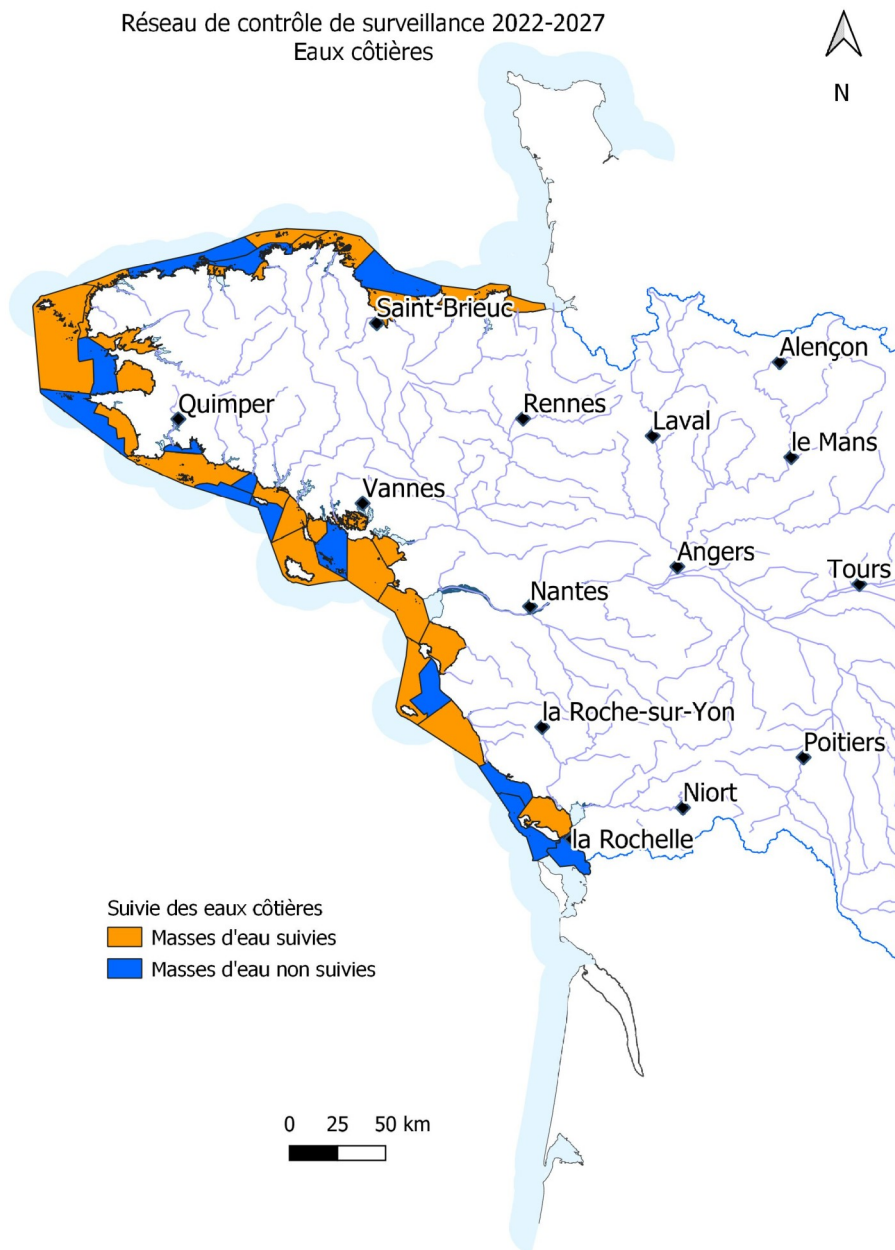 Réseau de contrôle de surveillance 2022-2027
Eaux côtières
N
Saint-Brieuc
Alençon
Quimper
Rennes
Laval
le Mans
Vannes
Angers
Tours
Nantes
la Roche-sur-Yon
Poitiers
Niort
la Rochelle
Suivie des eaux côtières
Masses d'eau suivies
Masses d'eau non suivies
0 25 50 km